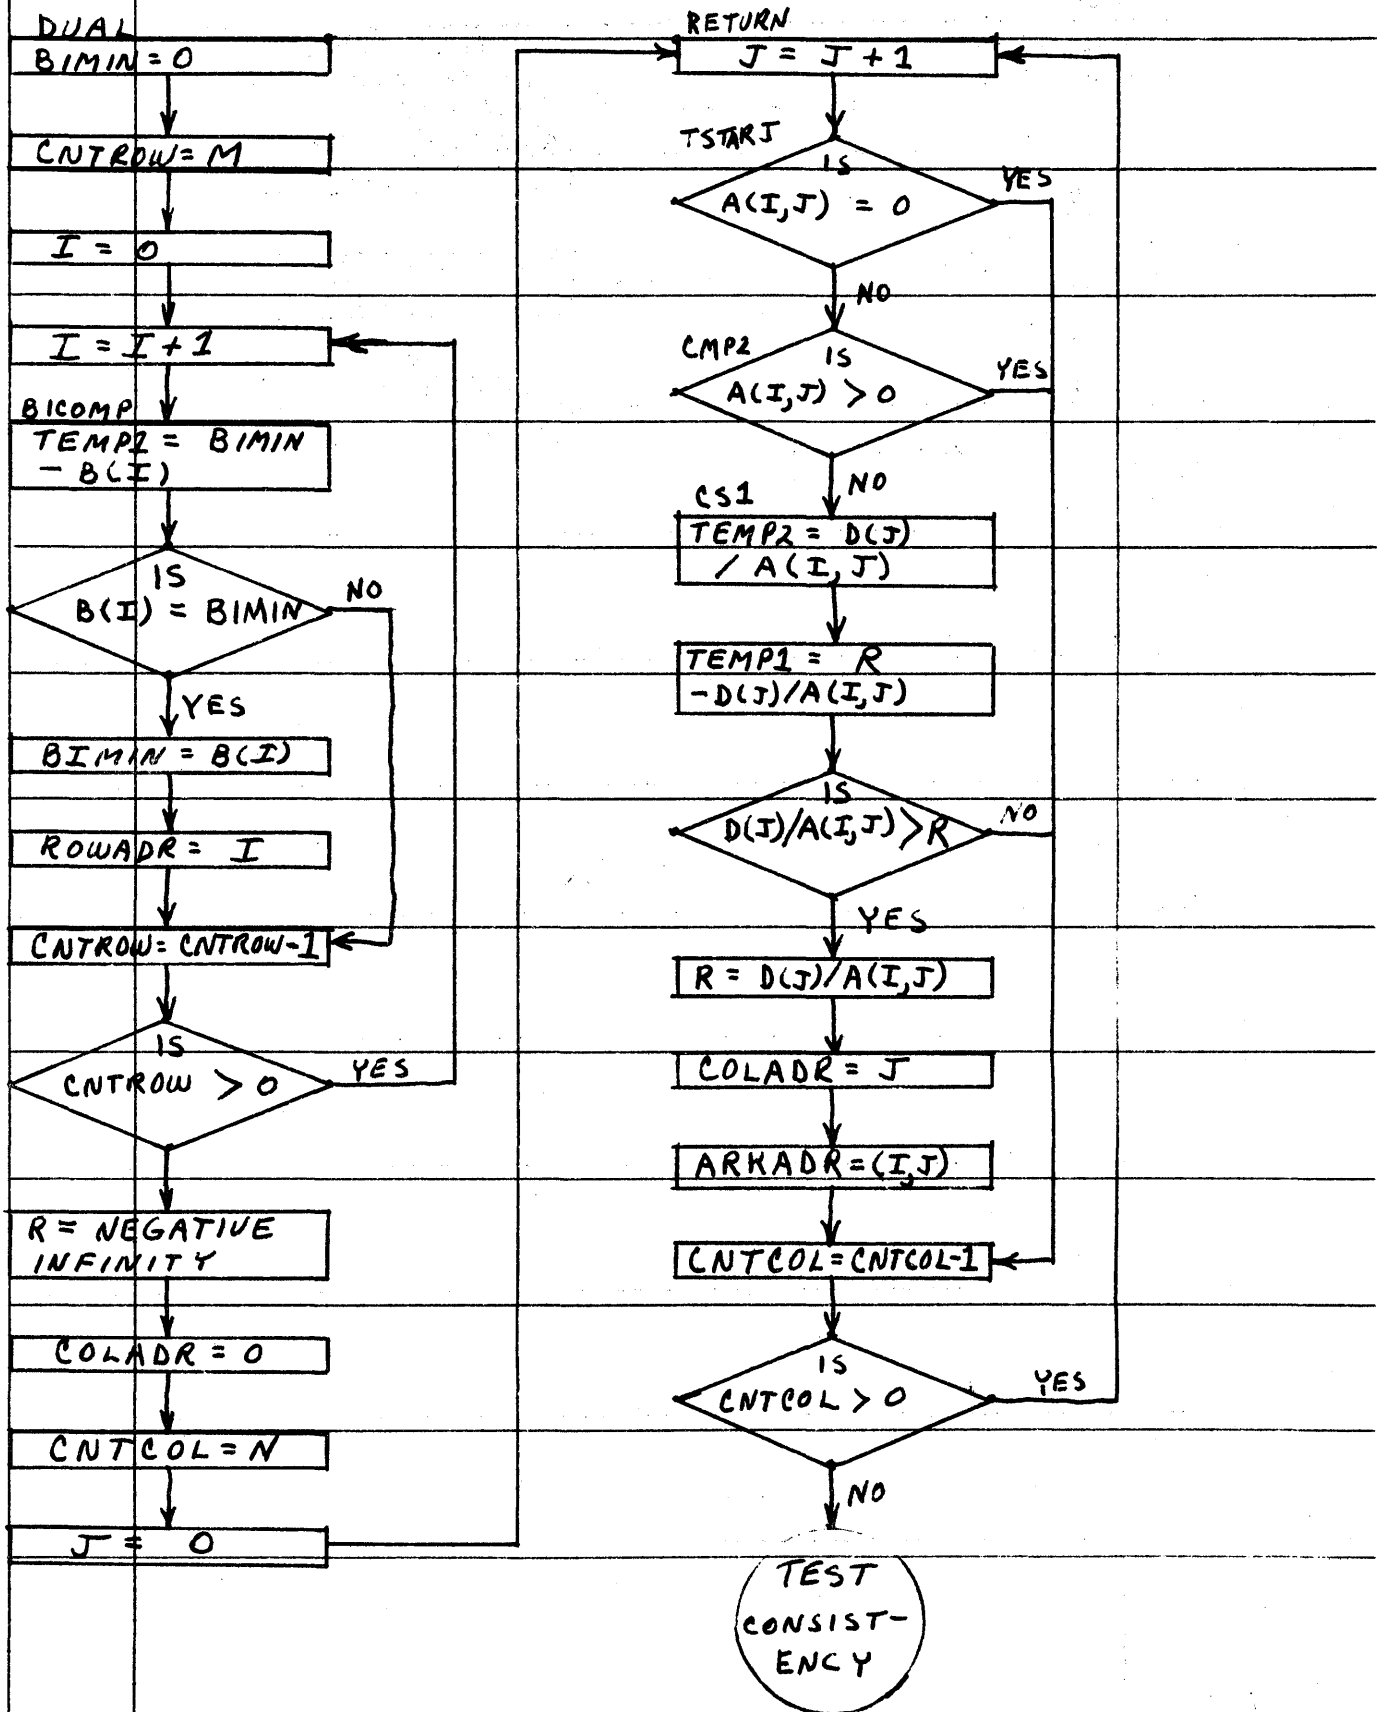 DUAL
BIMIN = 0
CNTROW = M
I = 0
I = I + 1
BICOMP
TEMP1 = BIMIN
- B(I)
IS
B(I) = BIMIN
NO
YES
BIMIN = B(I)
ROWADR = I
CNTROW = CNTROW-1
IS
CNTROW > 0
YES
R = NEGATIVE
INFINITY
COLADR = 0
CNTCOL = N
J = 0
RETURN
J = J + 1
TSTARJ
IS
A(I,J) = 0
YES
NO
CMP2
IS
A(I,J) > 0
YES
NO
CS1
TEMP2 = D(J)
/ A(I,J)
TEMP1 = R
-D(J)/A(I,J)
IS
D(J)/A(I,J) > R
NO
YES
R = D(J)/A(I,J)
COLADR = J
ARKADR = (I,J)
CNTCOL = CNTCOL-1
IS
CNTCOL > 0
YES
NO
TEST
CONSIST-
ENCY